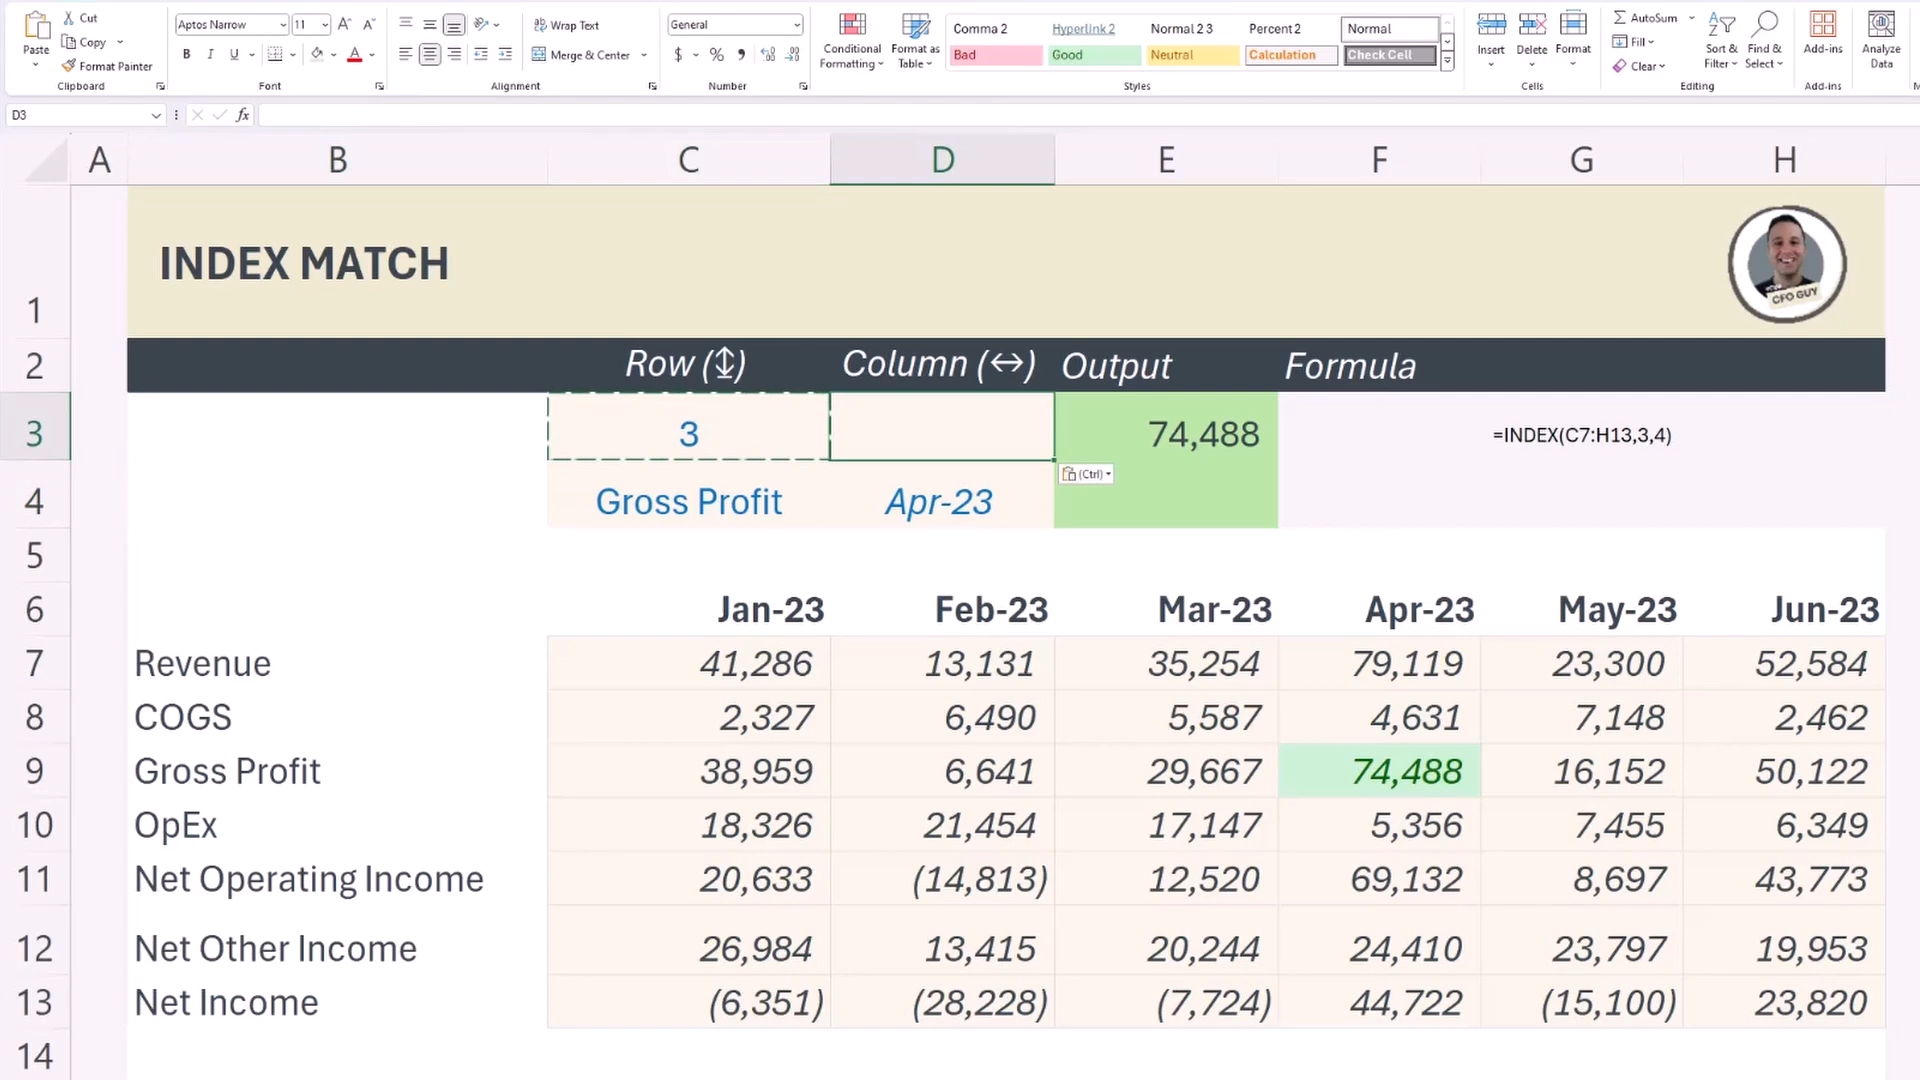 Paste
Cut
Copy
Format Painter
Clipboard
Aptos Narrow 11 A A
B I U A
Font
Wrap Text
Merge & Center
Alignment
General
$ % ,
Number
Conditional Formatting
Format as Table
Comma 2 Hyperlink 2 Normal 2 3 Percent 2 Normal
Bad Good Neutral Calculation Check Cell
Styles
Insert Delete Format
Cells
AutoSum
Fill
Clear
Sort & Filter
Find & Select
Editing
Add-ins
Add-ins
Analyze Data
D3 fx
A B C D E F G H
INDEX MATCH
CFO GUY
1
2 Row (↕) Column (↔) Output Formula
3 3 74,488 =INDEX(C7:H13,3,4)
(Ctrl)
4 Gross Profit Apr-23
5
6 Jan-23 Feb-23 Mar-23 Apr-23 May-23 Jun-23
7 Revenue 41,286 13,131 35,254 79,119 23,300 52,584
8 COGS 2,327 6,490 5,587 4,631 7,148 2,462
9 Gross Profit 38,959 6,641 29,667 74,488 16,152 50,122
10 OpEx 18,326 21,454 17,147 5,356 7,455 6,349
11 Net Operating Income 20,633 (14,813) 12,520 69,132 8,697 43,773
12 Net Other Income 26,984 13,415 20,244 24,410 23,797 19,953
13 Net Income (6,351) (28,228) (7,724) 44,722 (15,100) 23,820
14